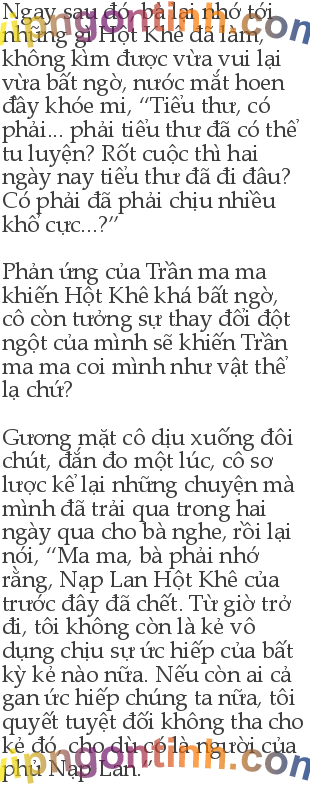 Ngay sau đó, bà lại nhớ tới
những gì Hột Khê đã làm,
không kìm được vừa vui lại
vừa bất ngờ, nước mắt hoen
đầy khóe mi, “Tiểu thư, có
phải... phải tiểu thư đã có thể
tu luyện? Rốt cuộc thì hai
ngày nay tiểu thư đã đi đâu?
Có phải đã phải chịu nhiều
khổ cực...?”
Phản ứng của Trần ma ma
khiến Hột Khê khá bất ngờ,
cô còn tưởng sự thay đổi đột
ngột của mình sẽ khiến Trần
ma ma coi mình như vật thể
lạ chứ?
Gương mặt cô dịu xuống đôi
chút, đắn đo một lúc, cô sơ
lược kể lại những chuyện mà
mình đã trải qua trong hai
ngày qua cho bà nghe, rồi lại
nói, “Ma ma, bà phải nhớ
rằng, Nạp Lan Hột Khê của
trước đây đã chết. Từ giờ trở
đi, tôi không còn là kẻ vô
dụng chịu sự ức hiếp của bất
kỳ kẻ nào nữa. Nếu còn ai cả
gan ức hiếp chúng ta nữa, tôi
quyết tuyệt đối không tha cho
kẻ đó, cho dù có là người của
phủ Nạp Lan.”
vipngontinh.com
vipngontinh.com